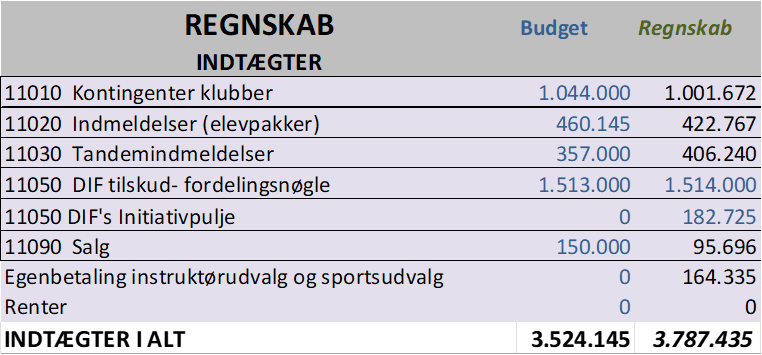 REGNSKAB Budget Regnskab
INDTÆGTER
11010 Kontingenter klubber 1.044.000 1.001.672
11020 Indmeldelser (elevpakker) 460.145 422.767
11030 Tandemindmeldelser 357.000 406.240
11050 DIF tilskud- fordelingsnøgle 1.513.000 1.514.000
11050 DIF's Initiativpulje 0 182.725
11090 Salg 150.000 95.696
Egenbetaling instruktørudvalg og sportsudvalg 0 164.335
Renter 0 0
INDTÆGTER I ALT 3.524.145 3.787.435